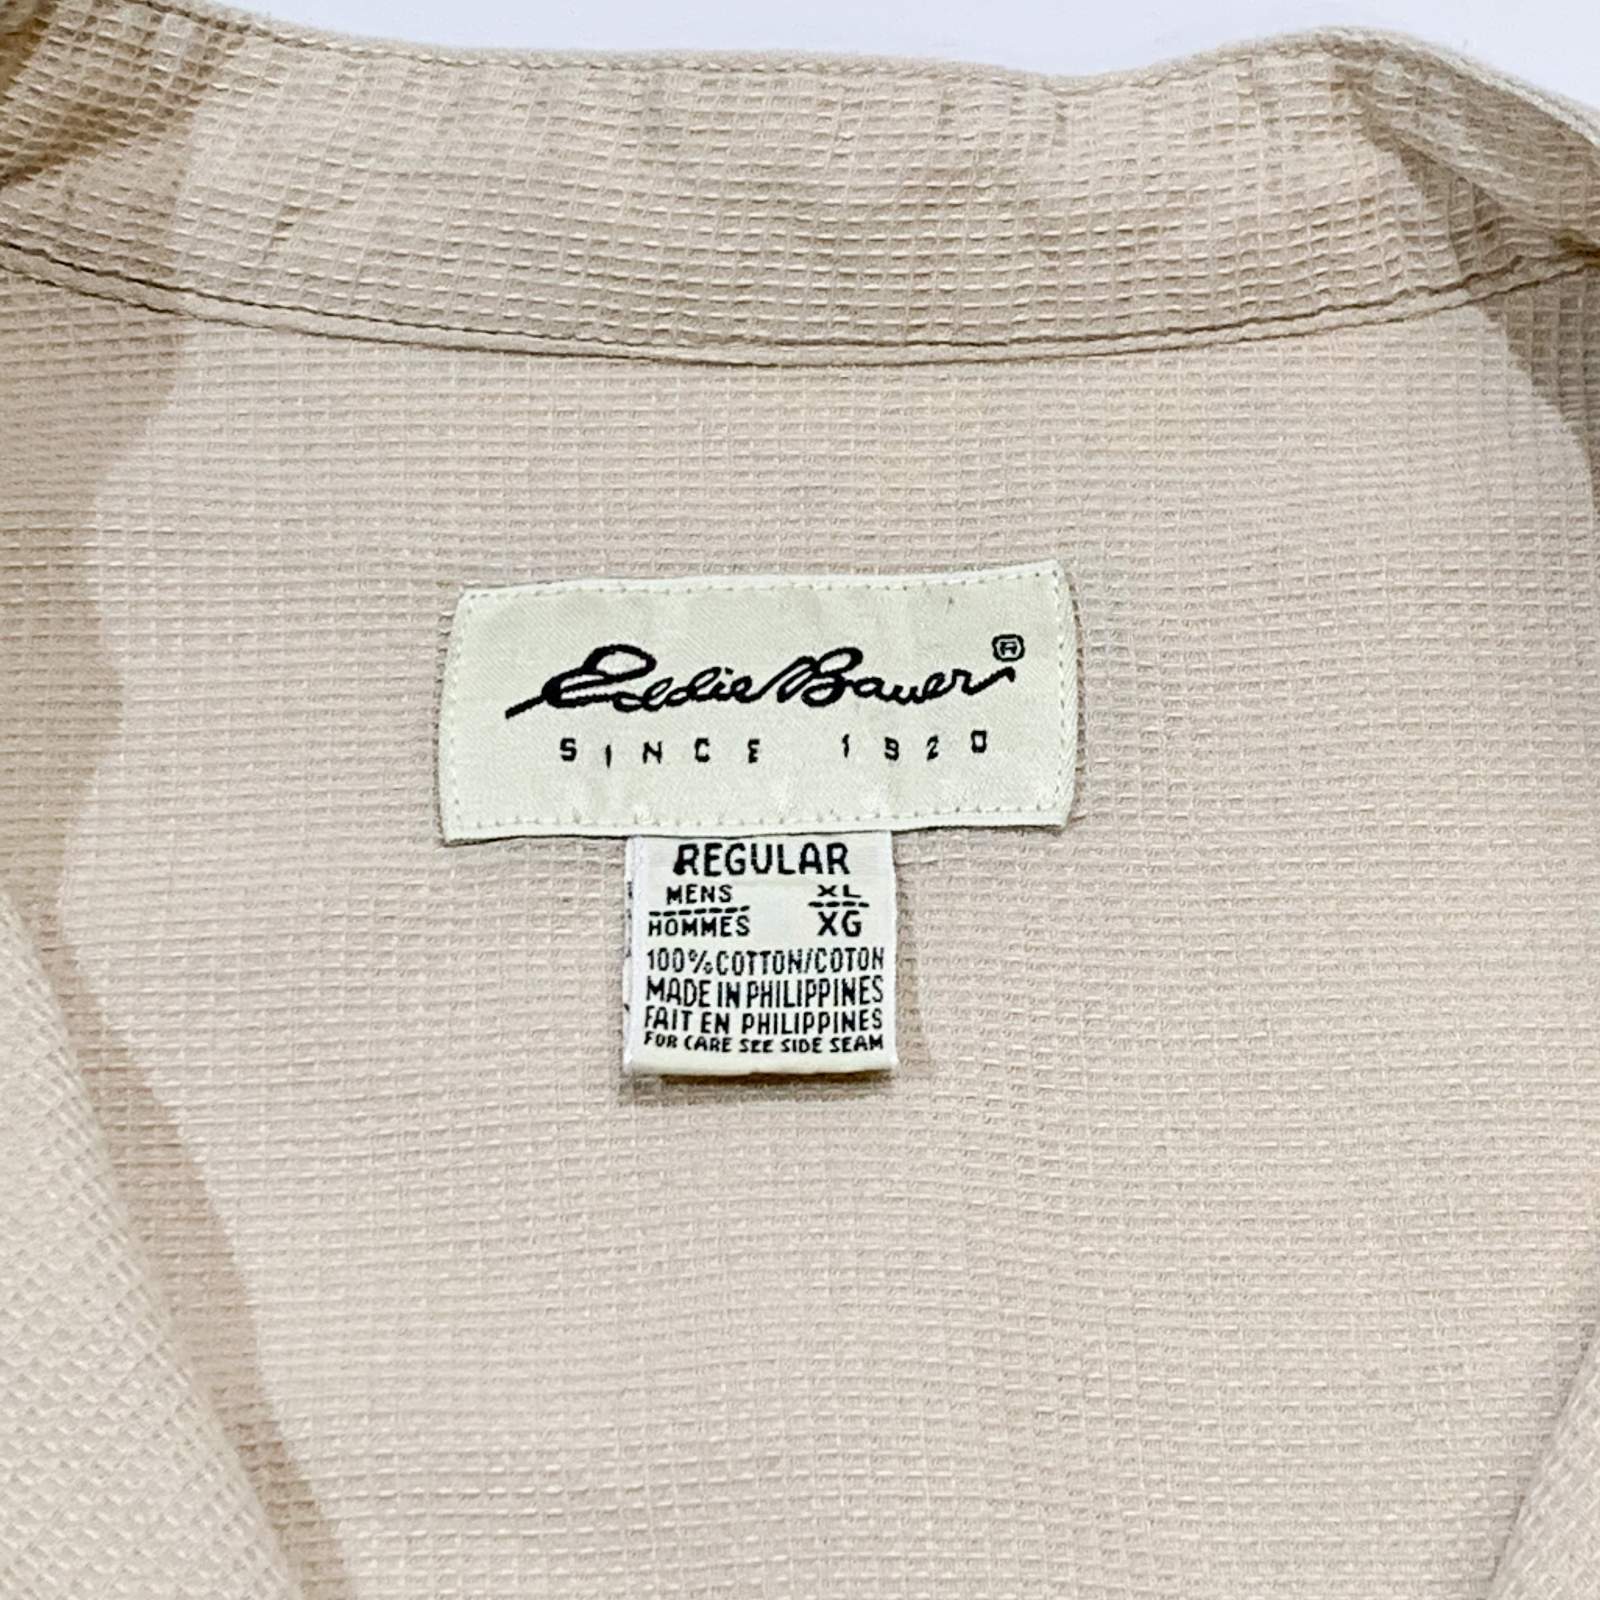 Eddie Bauer®
SINCE 1920
REGULAR
MENS XL
HOMMES XG
100% COTTON/COTON
MADE IN PHILIPPINES
FAIT EN PHILIPPINES
FOR CARE SEE SIDE SEAM